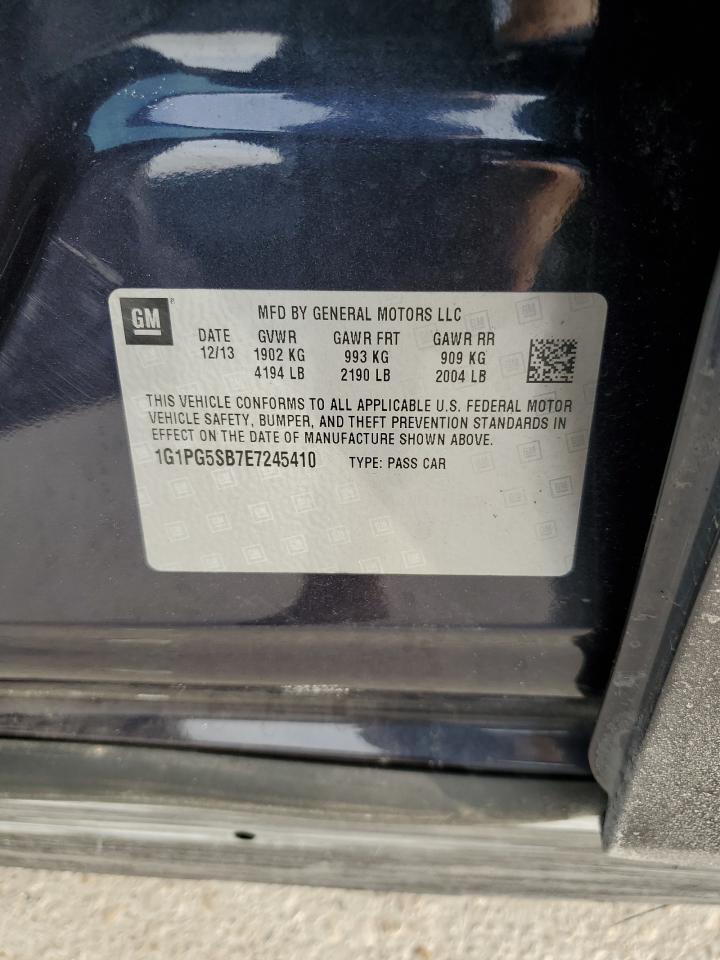 GM
MFD BY GENERAL MOTORS LLC
DATE GVWR GAWR FRT GAWR RR
12/13 1902 KG 993 KG 909 KG
4194 LB 2190 LB 2004 LB
THIS VEHICLE CONFORMS TO ALL APPLICABLE U.S. FEDERAL MOTOR
VEHICLE SAFETY, BUMPER, AND THEFT PREVENTION STANDARDS IN
EFFECT ON THE DATE OF MANUFACTURE SHOWN ABOVE.
1G1PG5SB7E7245410 TYPE: PASS CAR